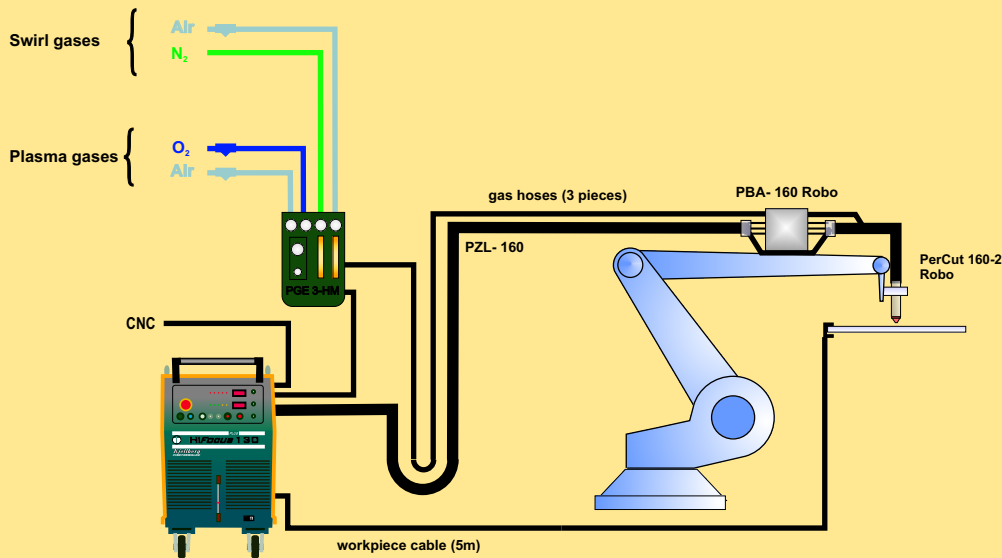 Swirl gases
Air
N₂
Plasma gases
O₂
Air
gas hoses (3 pieces)
PBA- 160 Robo
PZL- 160
PerCut 160-2
Robo
PGE 3-HM
CNC
HiFocus 130
Kjellberg
workpiece cable (5m)